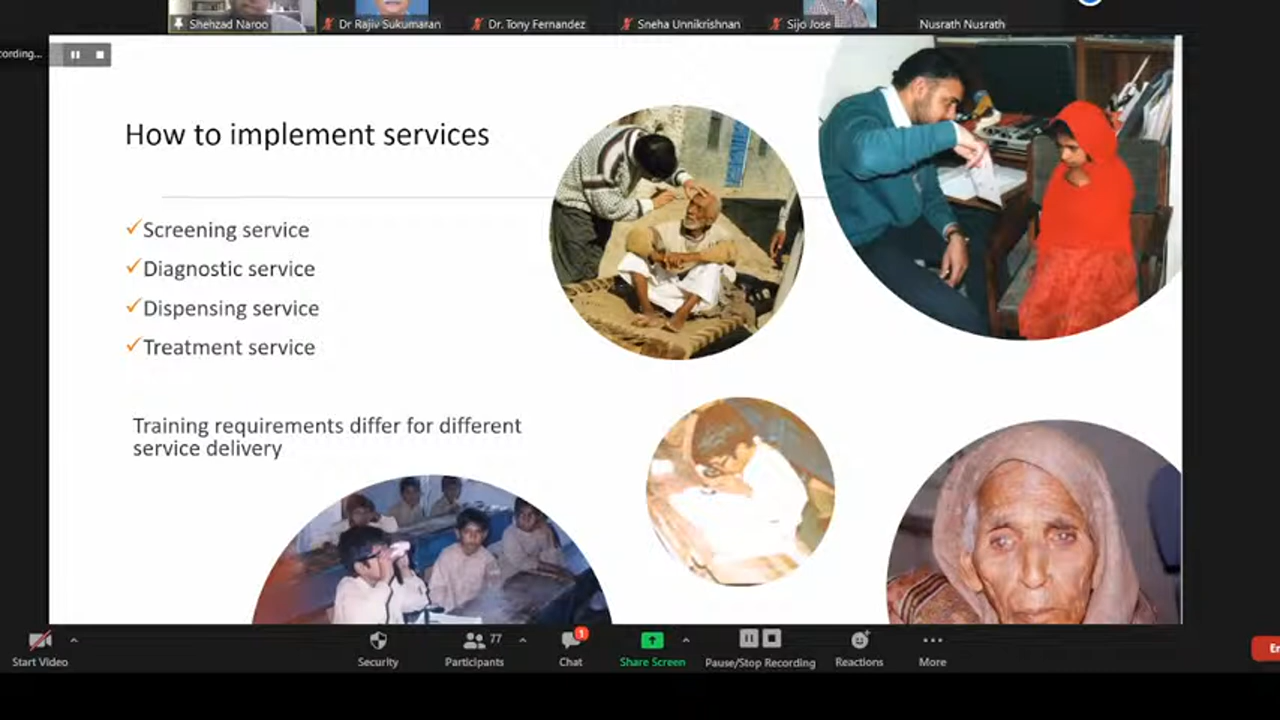 Shehzad Naroo
Dr Rajiv Sukumaran
Dr. Tony Fernandez
Sneha Unnikrishnan
Sijo Jose
Nusrath Nusrath
cording...
How to implement services
✓Screening service
✓Diagnostic service
✓Dispensing service
✓Treatment service
Training requirements differ for different
service delivery
77
1
Start Video
Security
Participants
Chat
Share Screen
Pause/Stop Recording
Reactions
More
En